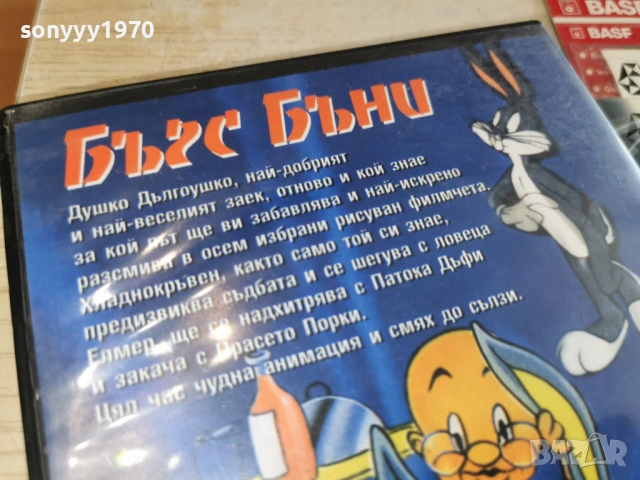 sonyyy1970
BASF
BASF
Бъгс Бъни
Душко Дългоушко, най-добрият
и най-веселият заек, отново и кой знае
за кой път ще ви забавлява и най-искрено
разсмива в осем избрани рисуван филмчета.
Хладнокръвен, както само той си знае,
предизвиква съдбата и се шегува с ловеца
Елмер, ще се надхитрява с Патока Дъфи
и закача с Прасето Порки.
Цял час чудна анимация и смях до сълзи.
BAZAR